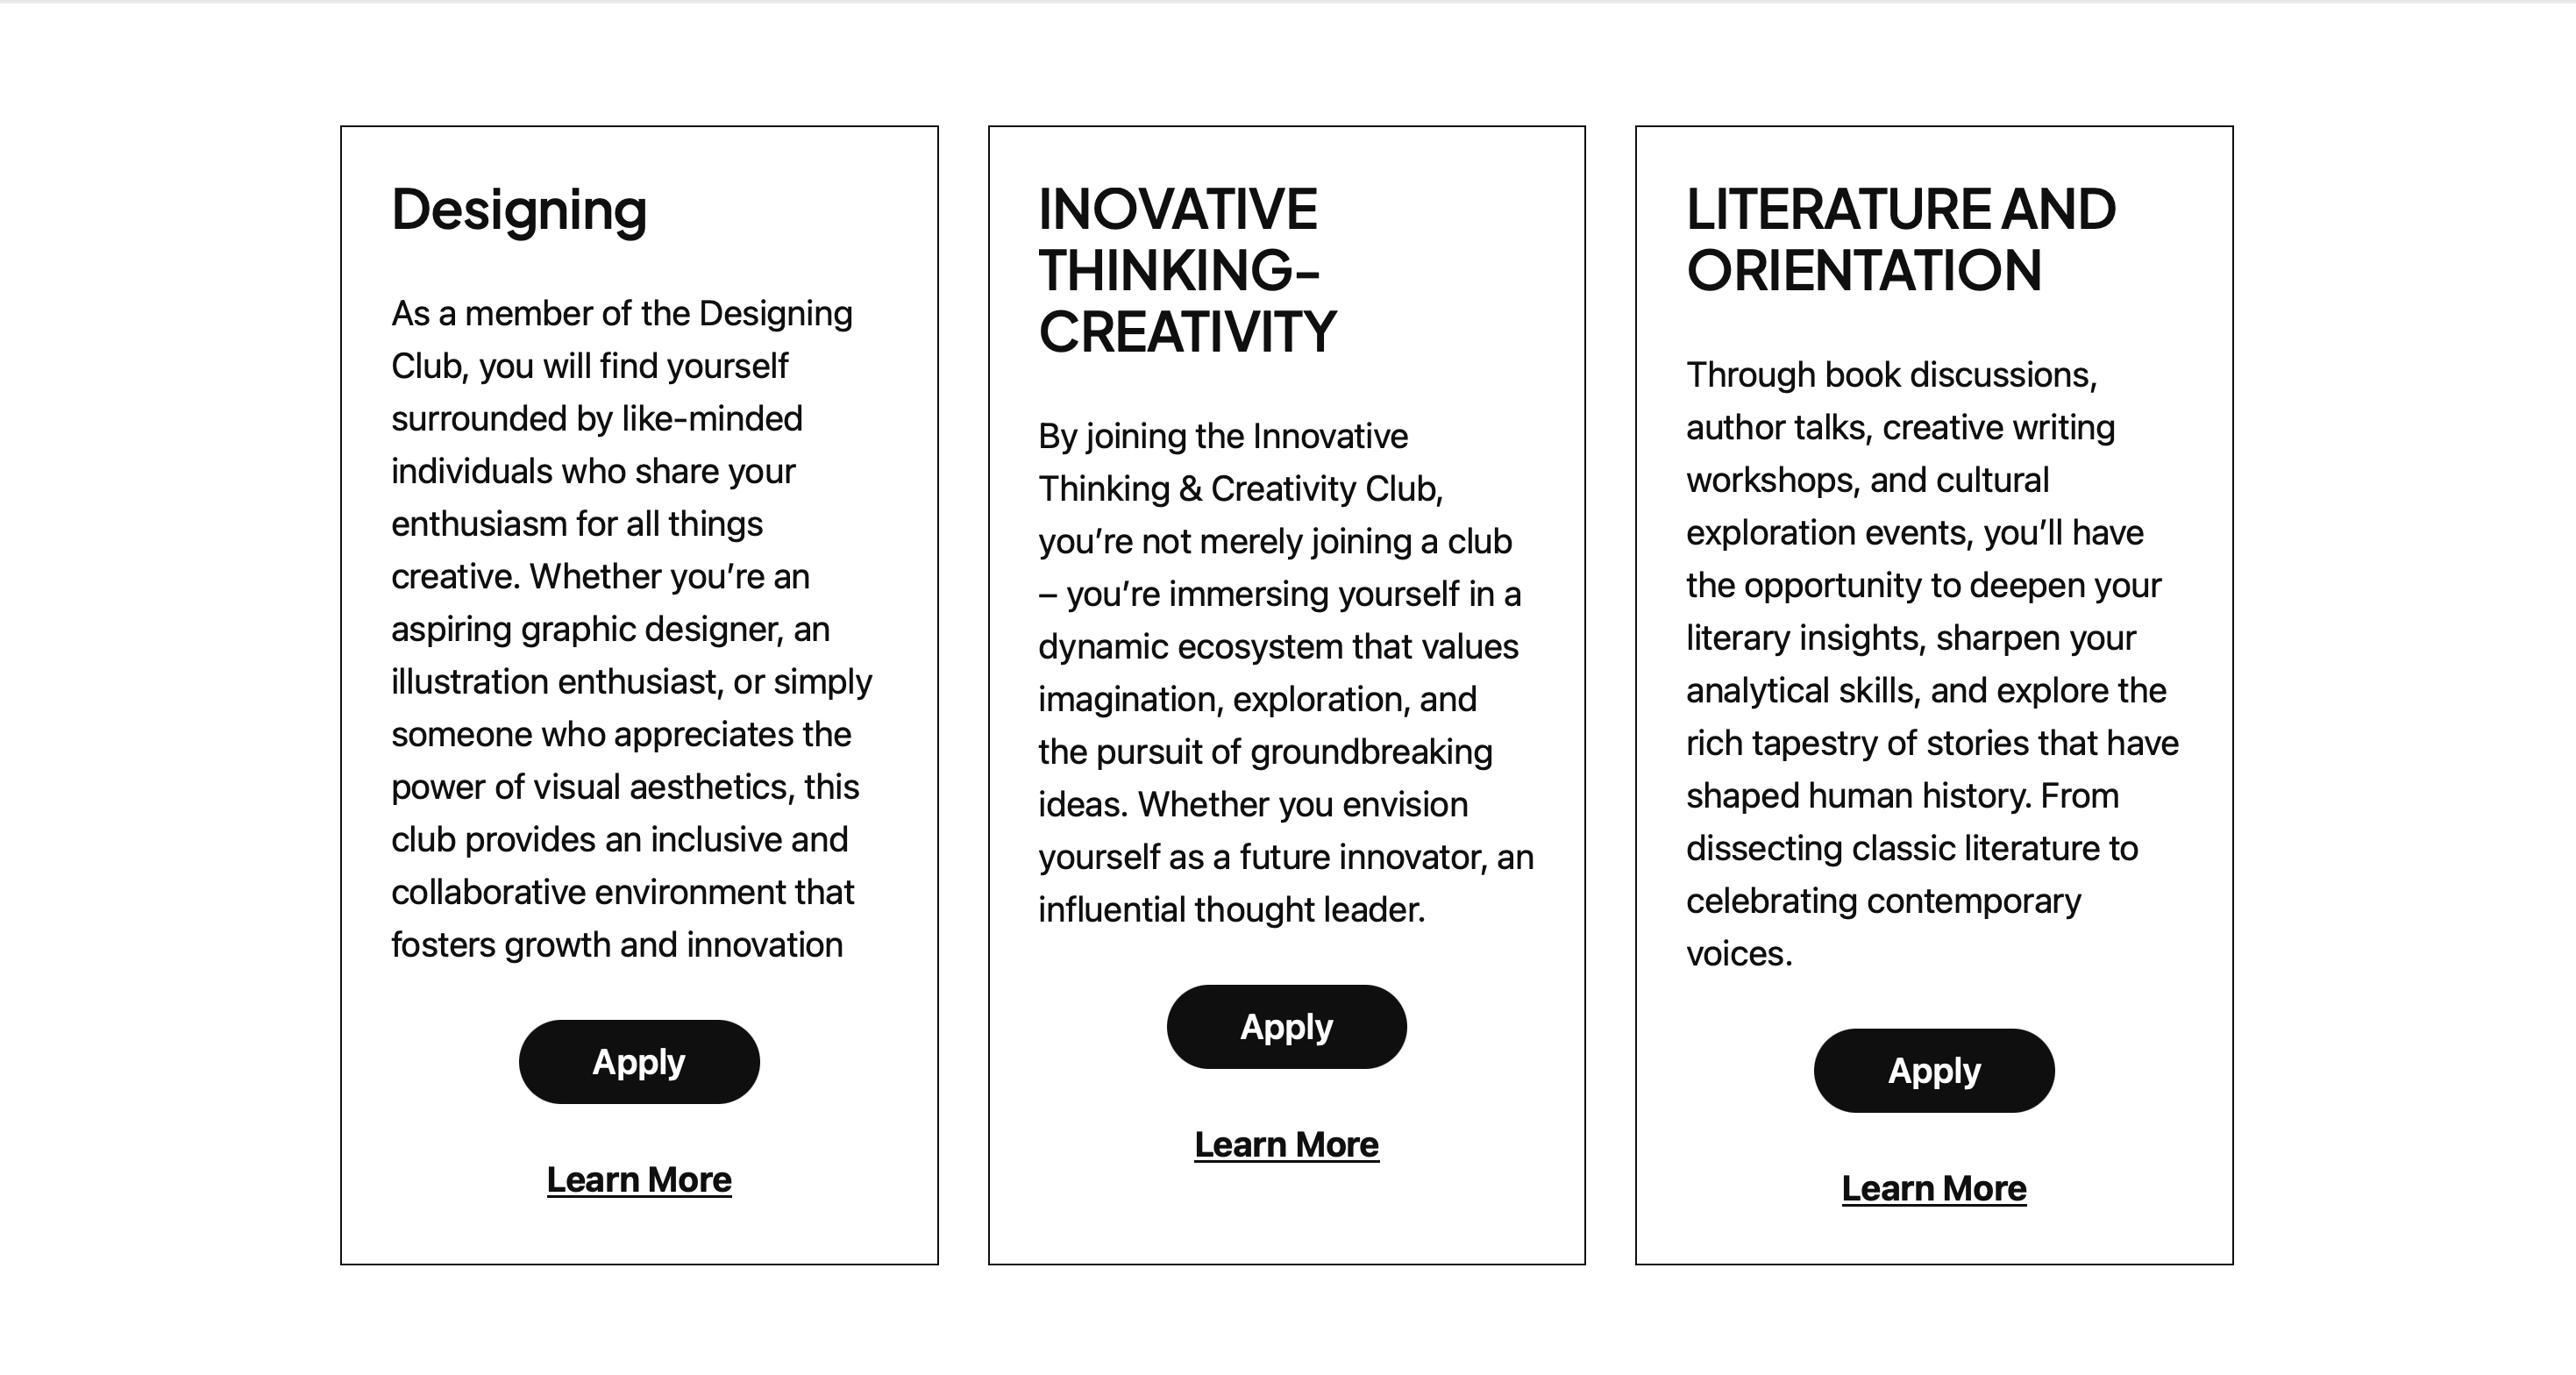 Designing
As a member of the Designing
Club, you will find yourself
surrounded by like-minded
individuals who share your
enthusiasm for all things
creative. Whether you’re an
aspiring graphic designer, an
illustration enthusiast, or simply
someone who appreciates the
power of visual aesthetics, this
club provides an inclusive and
collaborative environment that
fosters growth and innovation
Apply
Learn More
INOVATIVE
THINKING–
CREATIVITY
By joining the Innovative
Thinking & Creativity Club,
you’re not merely joining a club
– you’re immersing yourself in a
dynamic ecosystem that values
imagination, exploration, and
the pursuit of groundbreaking
ideas. Whether you envision
yourself as a future innovator, an
influential thought leader.
Apply
Learn More
LITERATURE AND
ORIENTATION
Through book discussions,
author talks, creative writing
workshops, and cultural
exploration events, you’ll have
the opportunity to deepen your
literary insights, sharpen your
analytical skills, and explore the
rich tapestry of stories that have
shaped human history. From
dissecting classic literature to
celebrating contemporary
voices.
Apply
Learn More